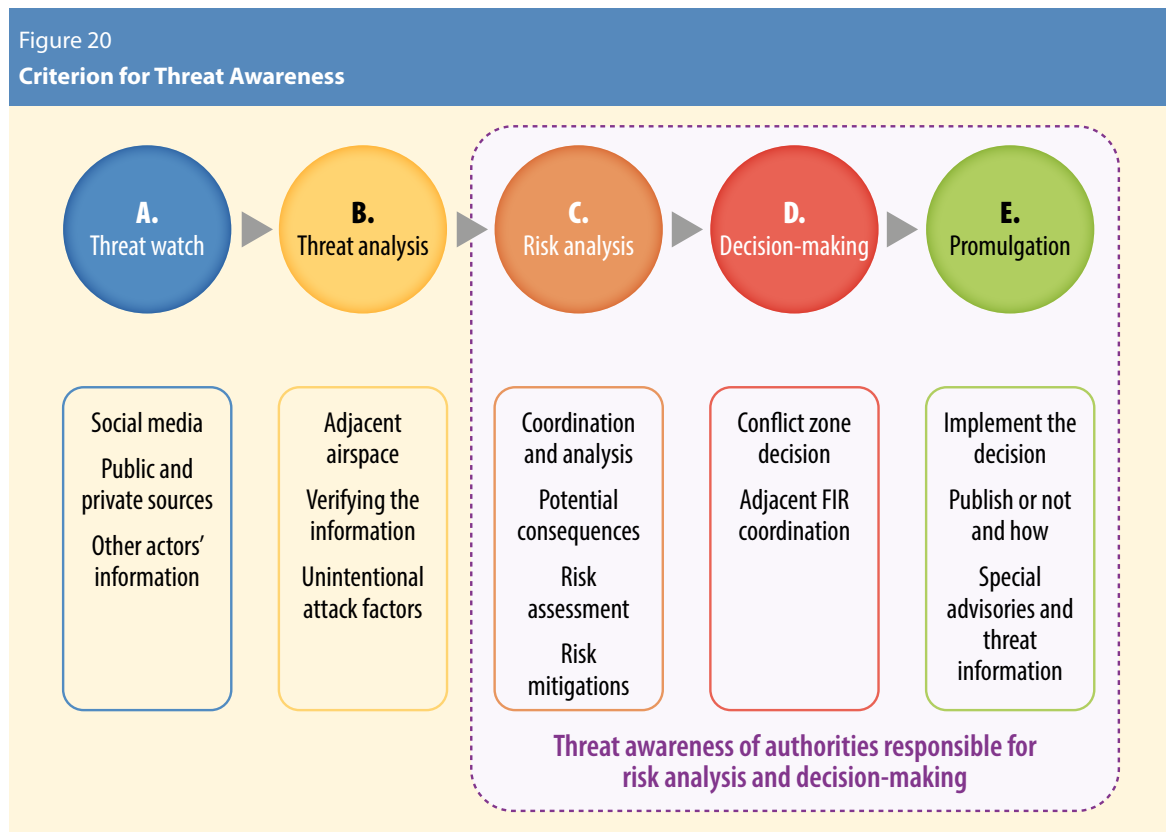 Figure 20
Criterion for Threat Awareness
A.
Threat watch
B.
Threat analysis
C.
Risk analysis
D.
Decision-making
E.
Promulgation
Social media
Public and
private sources
Other actors’
information
Adjacent
airspace
Verifying the
information
Unintentional
attack factors
Coordination
and analysis
Potential
consequences
Risk
assessment
Risk
mitigations
Conflict zone
decision
Adjacent FIR
coordination
Implement the
decision
Publish or not
and how
Special
advisories and
threat
information
Threat awareness of authorities responsible for
risk analysis and decision-making